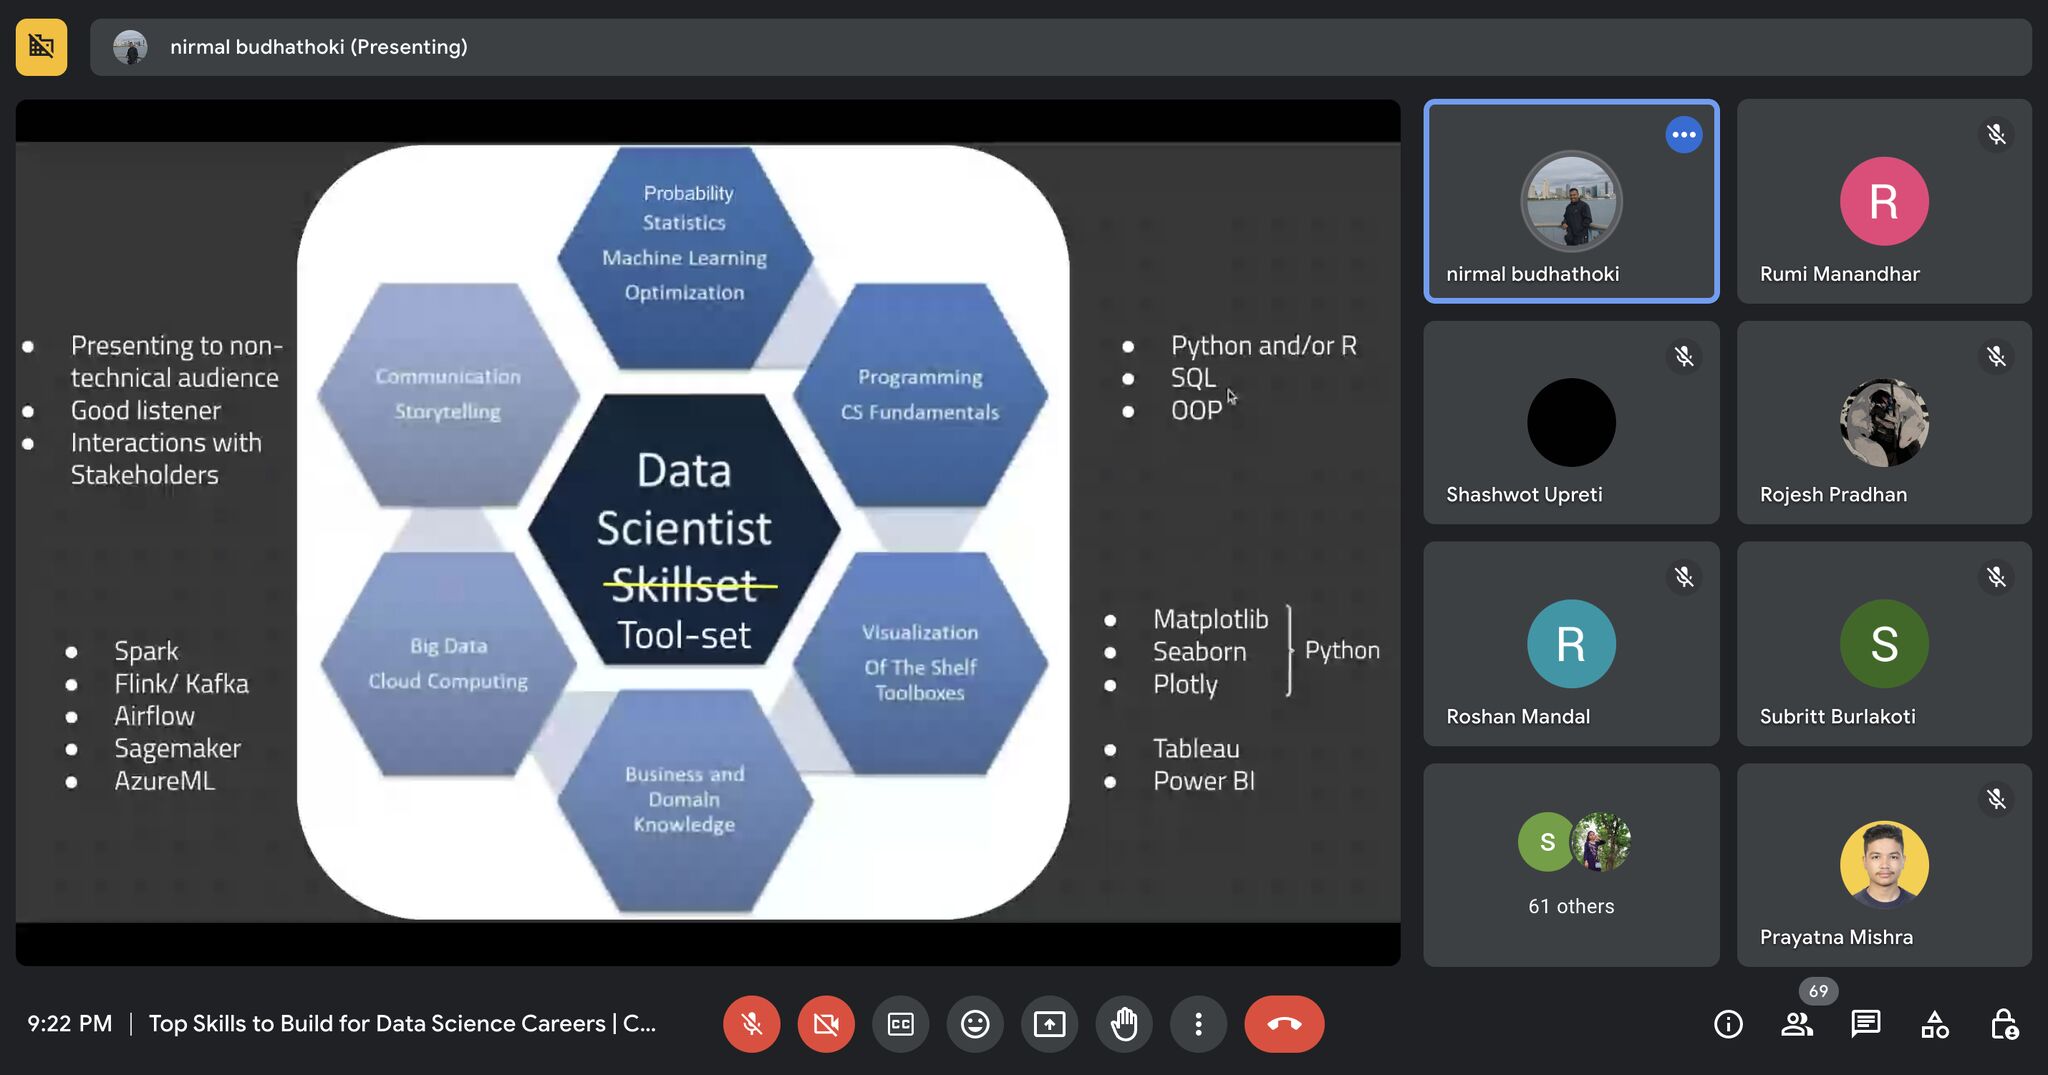 nirmal budhathoki (Presenting)
Probability
Statistics
Machine Learning
Optimization
Communication
Storytelling
Programming
CS Fundamentals
Data
Scientist
Skillset
Tool-set
Big Data
Cloud Computing
Visualization
Of The Shelf
Toolboxes
Business and
Domain
Knowledge
Presenting to non-
technical audience
Good listener
Interactions with
Stakeholders
Spark
Flink/ Kafka
Airflow
Sagemaker
AzureML
Python and/or R
SQL
OOP
Matplotlib
Seaborn
Plotly
Python
Tableau
Power BI
nirmal budhathoki
R
Rumi Manandhar
Shashwot Upreti
Rojesh Pradhan
R
Roshan Mandal
S
Subritt Burlakoti
S
61 others
Prayatna Mishra
9:22 PM | Top Skills to Build for Data Science Careers | C...
CC
69